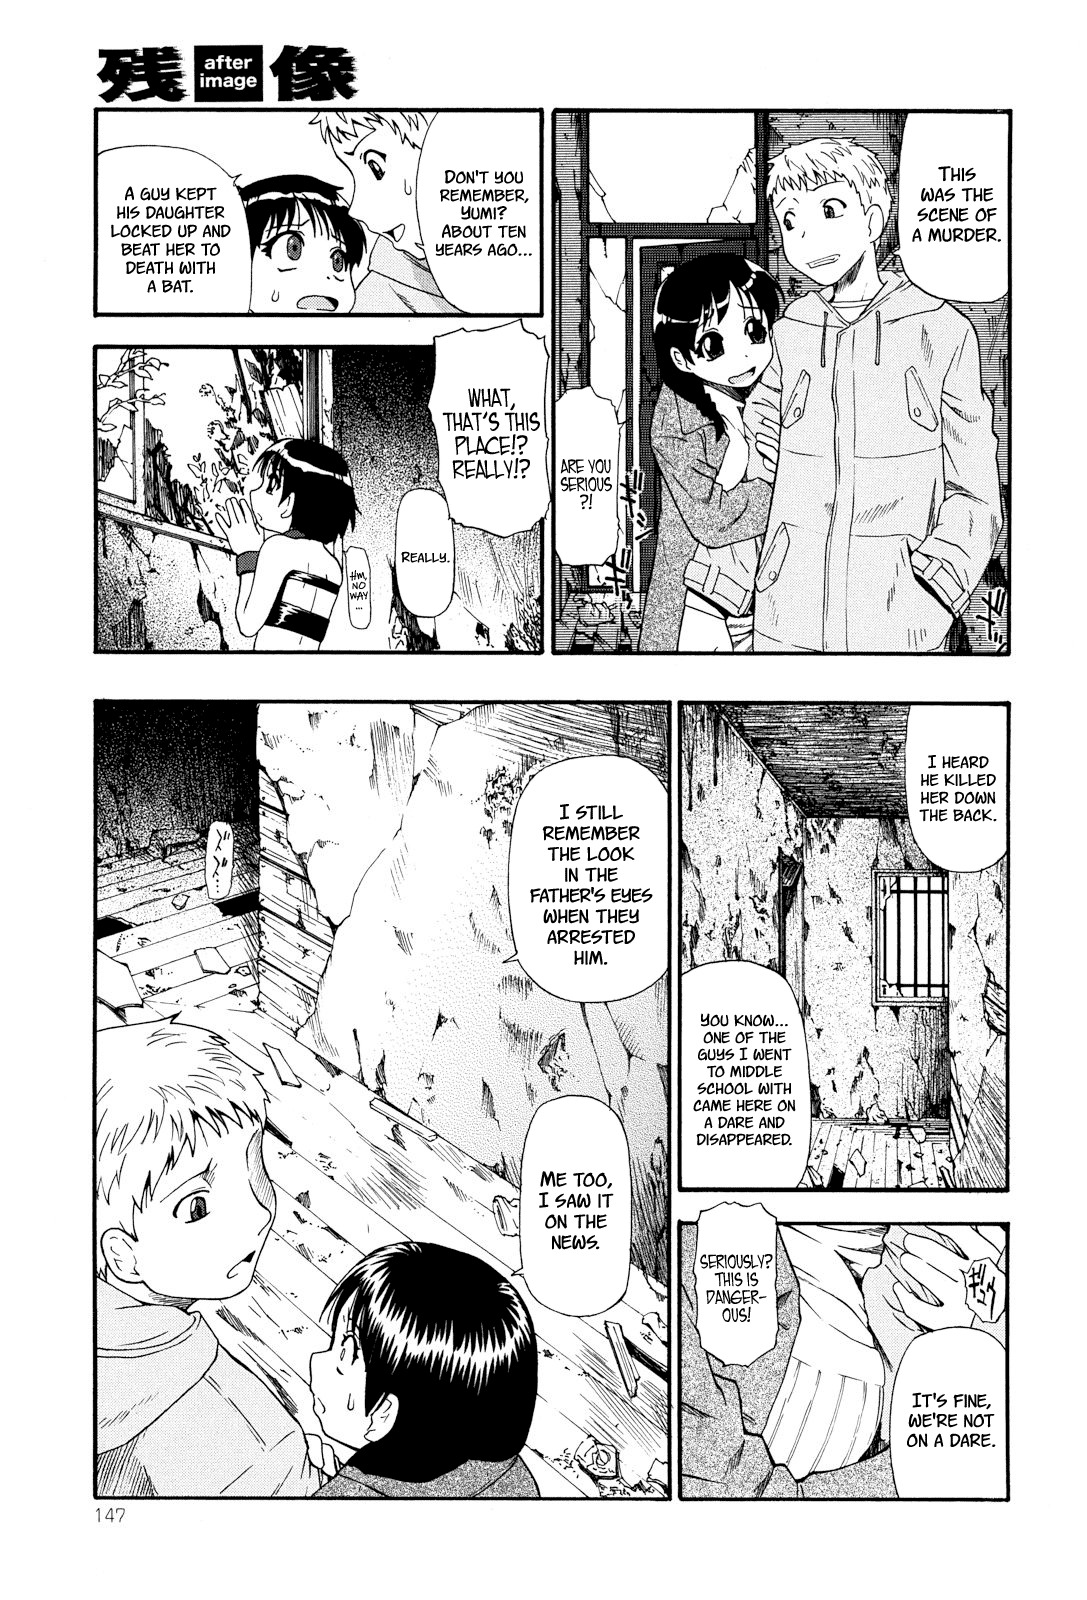 残
after
image
像
THIS
WAS THE
SCENE OF
A MURDER.
ARE YOU
SERIOUS
?!
DON'T YOU
REMEMBER,
YUMI?
ABOUT TEN
YEARS AGO...
A GUY KEPT
HIS DAUGHTER
LOCKED UP AND
BEAT HER TO
DEATH WITH
A BAT.
WHAT,
THAT'S THIS
PLACE!?
REALLY!?
REALLY.
HM,
NO
WAY
...
I HEARD
HE KILLED
HER DOWN
THE BACK.
YOU KNOW...
ONE OF THE
GUYS I WENT
TO MIDDLE
SCHOOL WITH
CAME HERE ON
A DARE AND
DISAPPEARED.
SERIOUSLY?
THIS IS
DANGER-
OUS!
IT'S FINE,
WE'RE NOT
ON A DARE.
I STILL
REMEMBER
THE LOOK
IN THE
FATHER'S EYES
WHEN THEY
ARRESTED
HIM.
ME TOO,
I SAW IT
ON THE
NEWS.
147